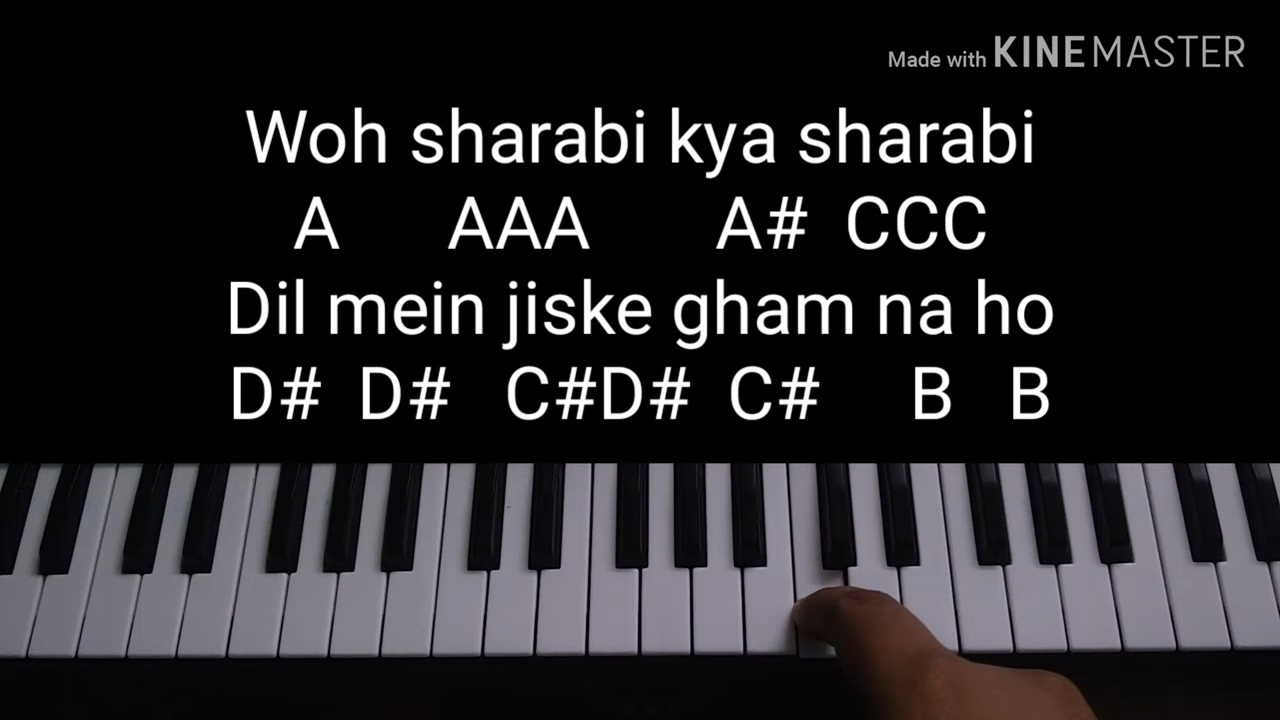 Made with KINEMASTER
Woh sharabi kya sharabi
A AAA A# CCC
Dil mein jiske gham na ho
D# D# C#D# C# B B